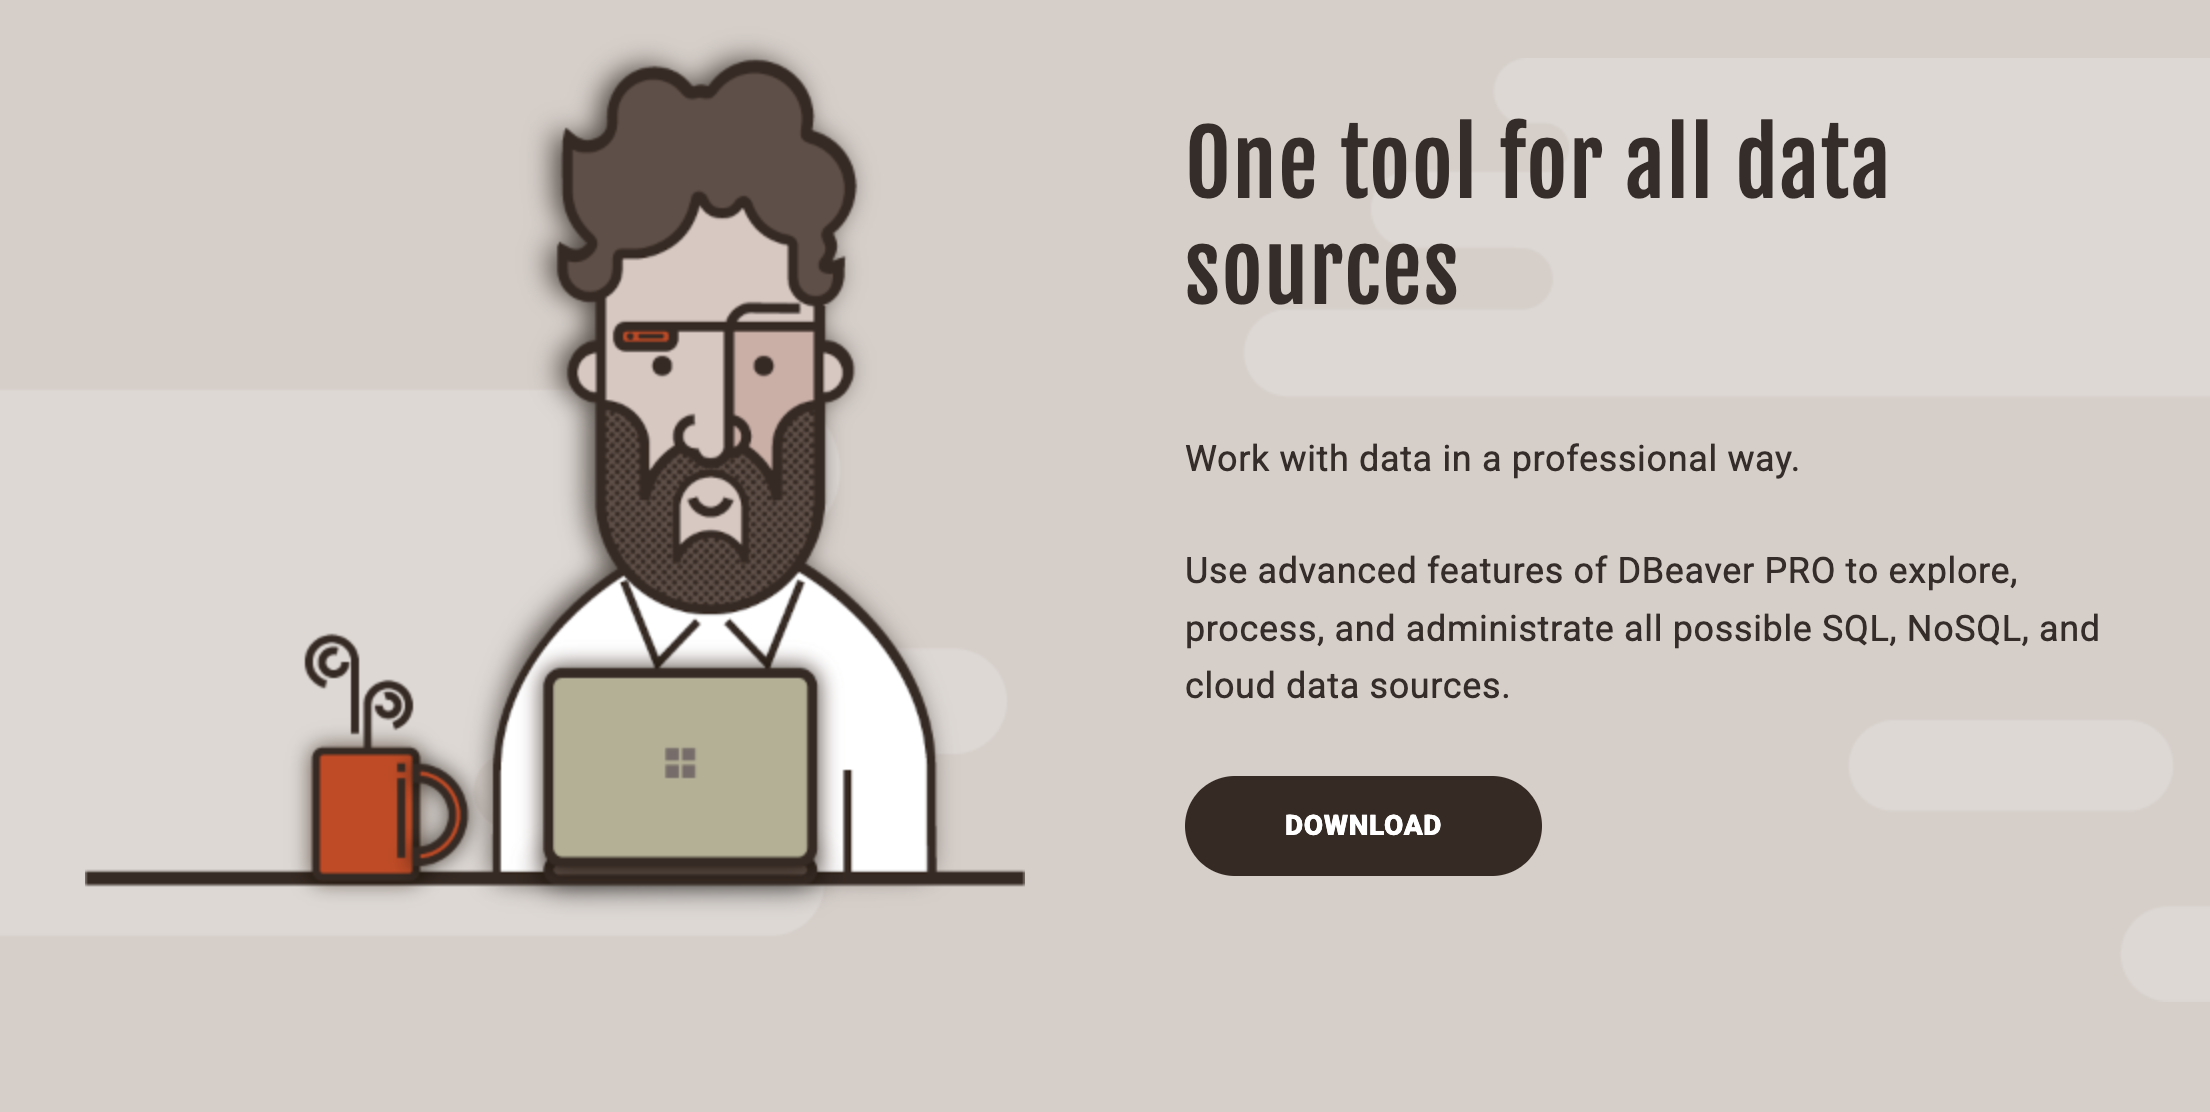 One tool for all data
sources
Work with data in a professional way.
Use advanced features of DBeaver PRO to explore,
process, and administrate all possible SQL, NoSQL, and
cloud data sources.
DOWNLOAD